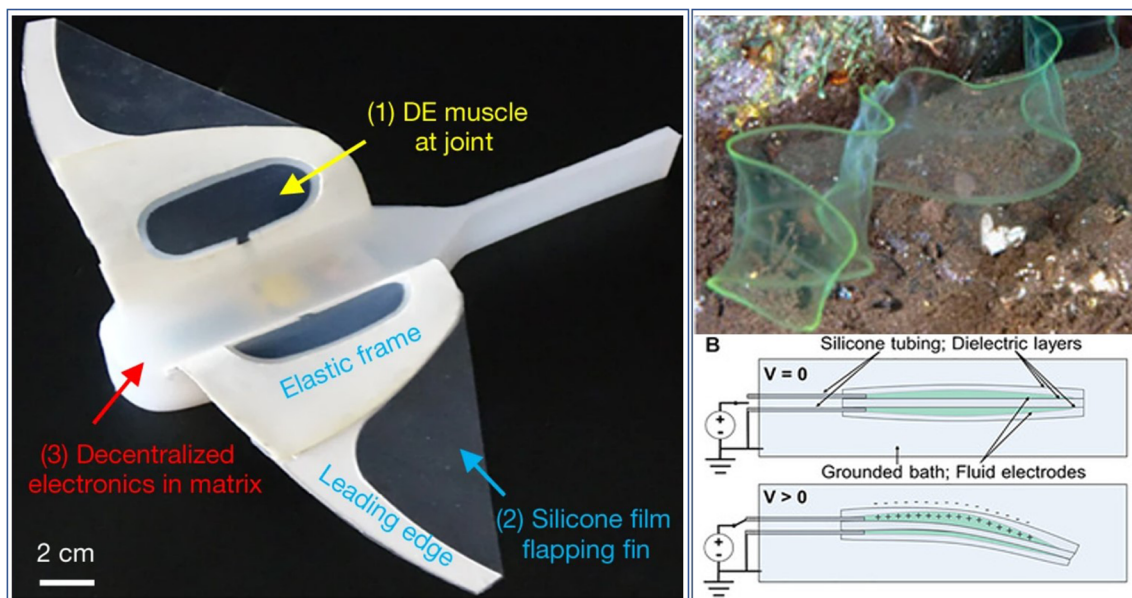 (1) DE muscle
at joint
Elastic frame
(3) Decentralized
electronics in matrix
Leading edge
(2) Silicone film
flapping fin
2 cm
B
Silicone tubing; Dielectric layers
V = 0
+
-
Grounded bath; Fluid electrodes
V > 0
- - - - - - - - - -
+ + + + + + + + + + + +
+
-